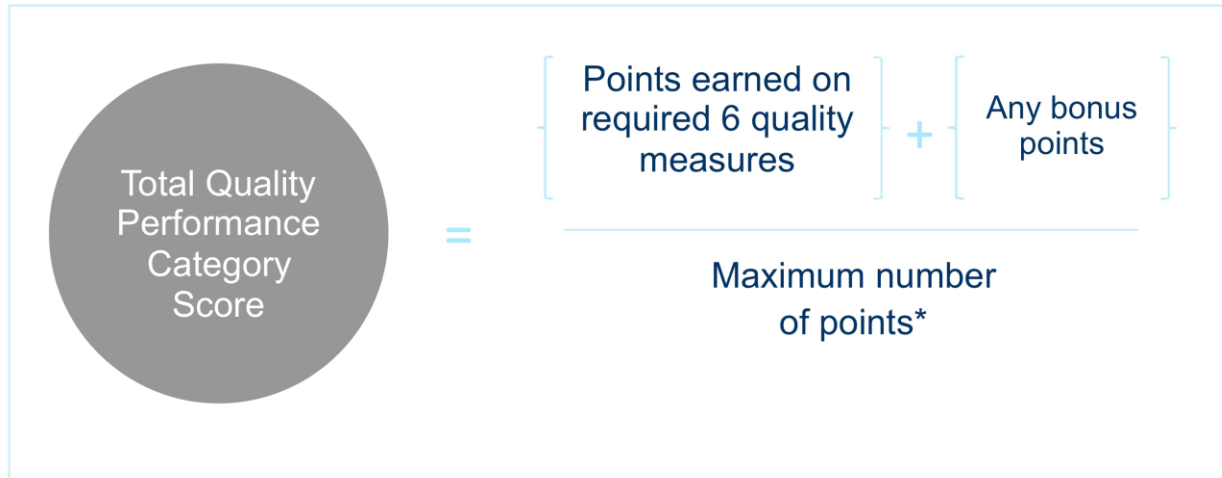 Total Quality
Performance
Category
Score
=
Points earned on
required 6 quality
measures
+
Any bonus
points
Maximum number
of points*